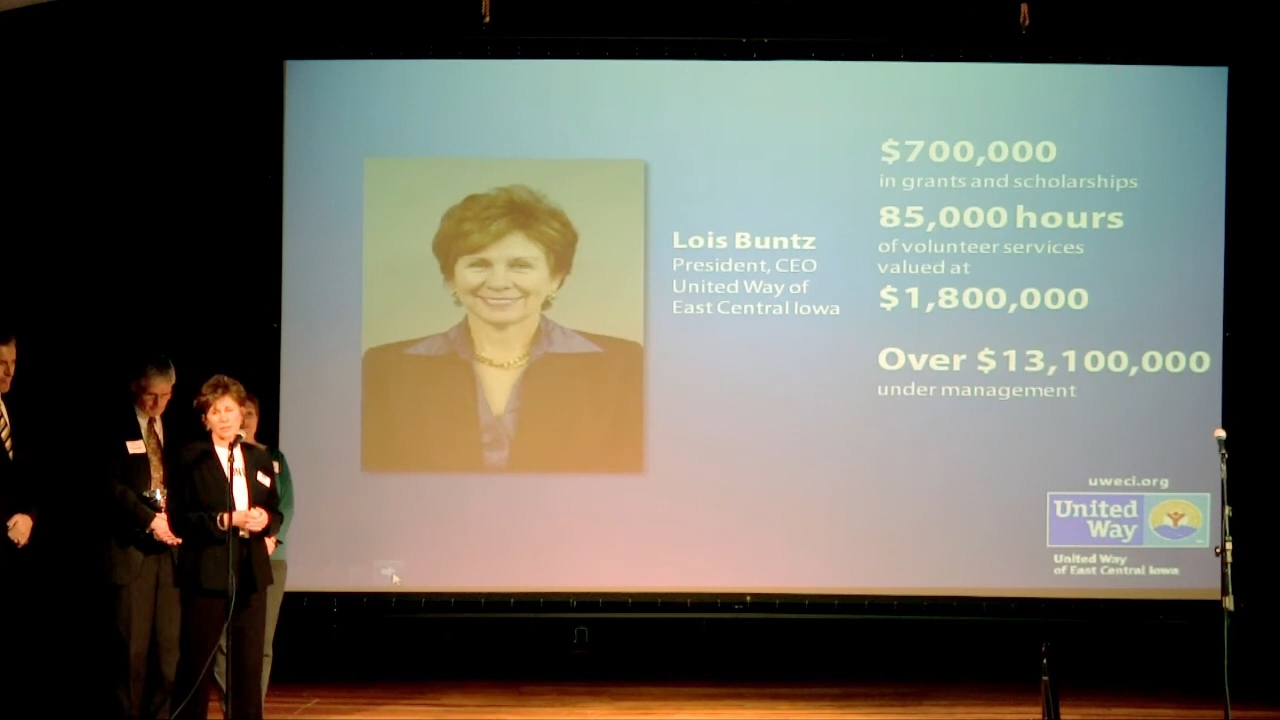 Lois Buntz
President, CEO
United Way of
East Central Iowa
$700,000
in grants and scholarships
85,000 hours
of volunteer services
valued at
$1,800,000
Over $13,100,000
under management
uweci.org
United
Way
United Way
of East Central Iowa